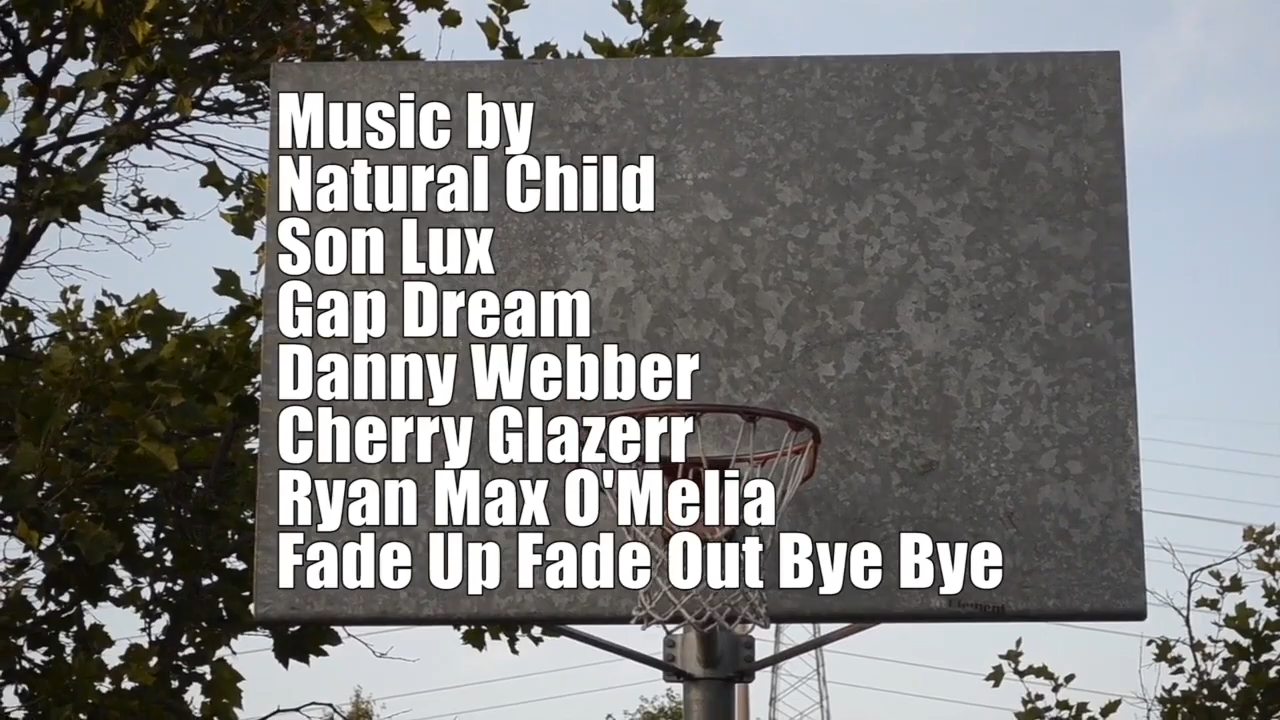 Music by
Natural Child
Son Lux
Gap Dream
Danny Webber
Cherry Glazerr
Ryan Max O'Melia
Fade Up Fade Out Bye Bye
Element